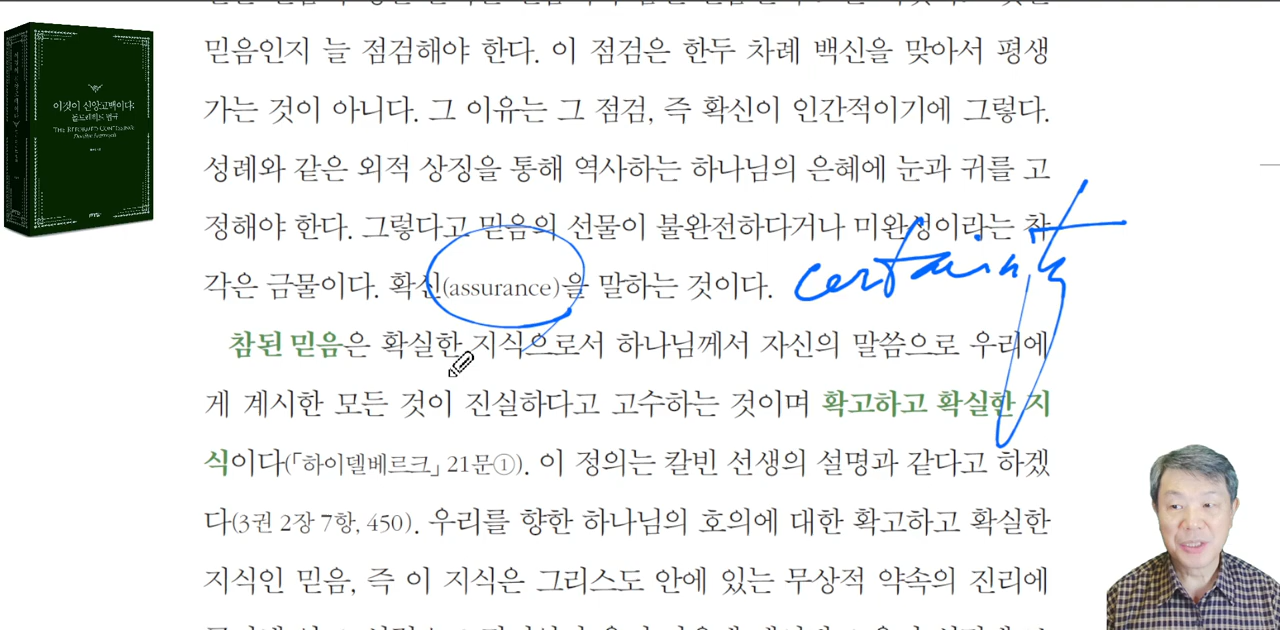 이것이 신앙고백이다:
THE REFORMED CONFESSING
믿음인지 늘 점검해야 한다. 이 점검은 한두 차례 백신을 맞아서 평생
가는 것이 아니다. 그 이유는 그 점검, 즉 확신이 인간적이기에 그렇다.
성례와 같은 외적 상징을 통해 역사하는 하나님의 은혜에 눈과 귀를 고
정해야 한다. 그렇다고 믿음의 선물이 불완전하다거나 미완성이라는 착
각은 금물이다. 확신(assurance)을 말하는 것이다.
certainty
참된 믿음은 확실한 지식으로서 하나님께서 자신의 말씀으로 우리에
게 계시한 모든 것이 진실하다고 고수하는 것이며 확고하고 확실한 지
식이다(「하이델베르크」 21문①). 이 정의는 칼빈 선생의 설명과 같다고 하겠
다(3권 2장 7항, 450). 우리를 향한 하나님의 호의에 대한 확고하고 확실한
지식인 믿음, 즉 이 지식은 그리스도 안에 있는 무상적 약속의 진리에